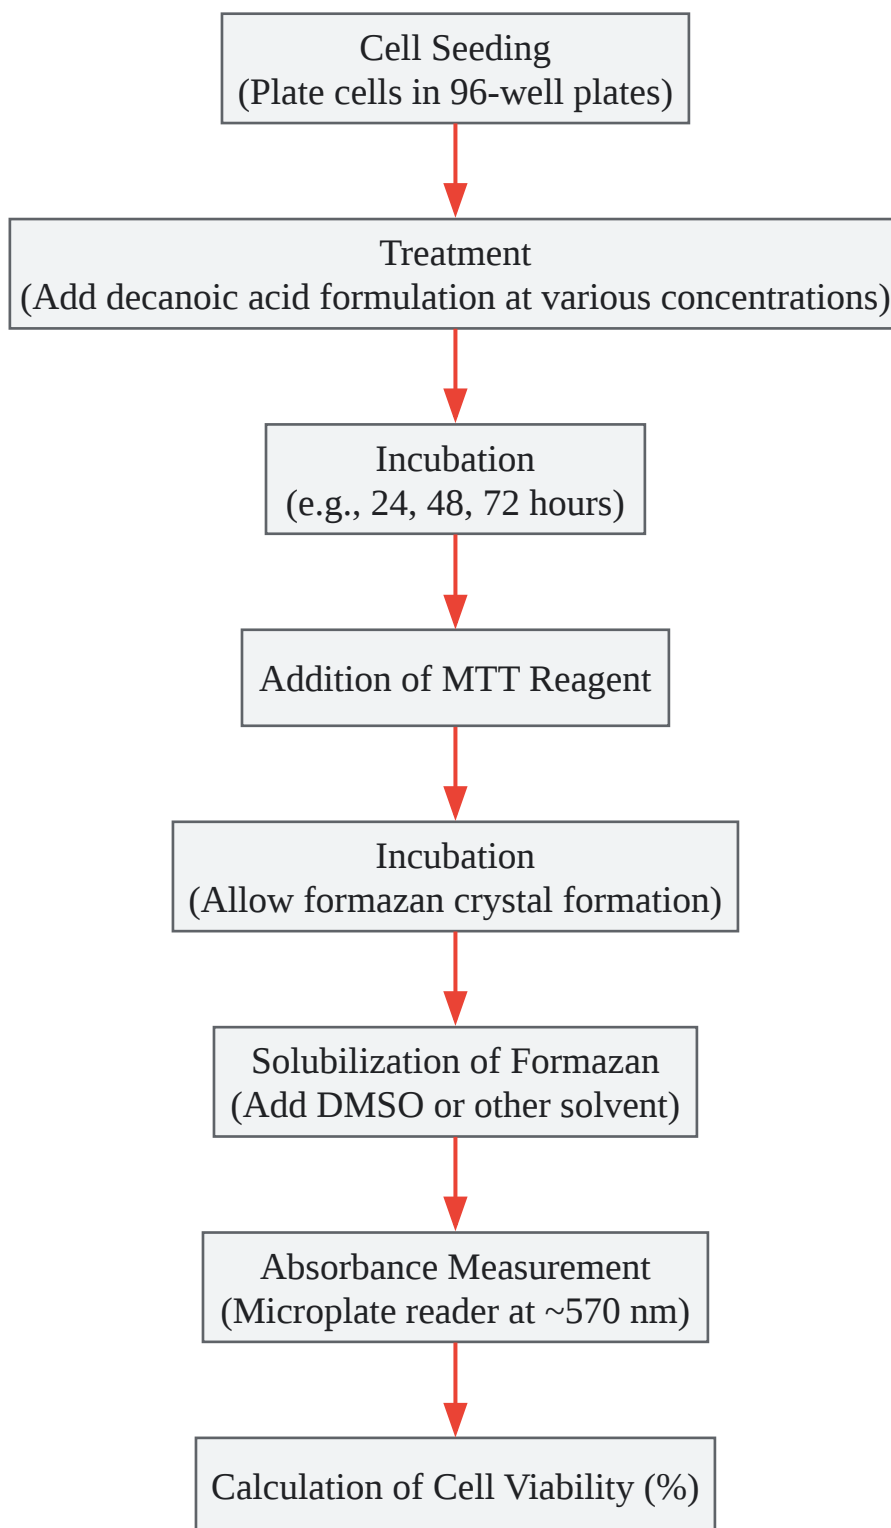 Cell Seeding
(Plate cells in 96-well plates)
Treatment
(Add decanoic acid formulation at various concentrations)
Incubation
(e.g., 24, 48, 72 hours)
Addition of MTT Reagent
Incubation
(Allow formazan crystal formation)
Solubilization of Formazan
(Add DMSO or other solvent)
Absorbance Measurement
(Microplate reader at ~570 nm)
Calculation of Cell Viability (%)